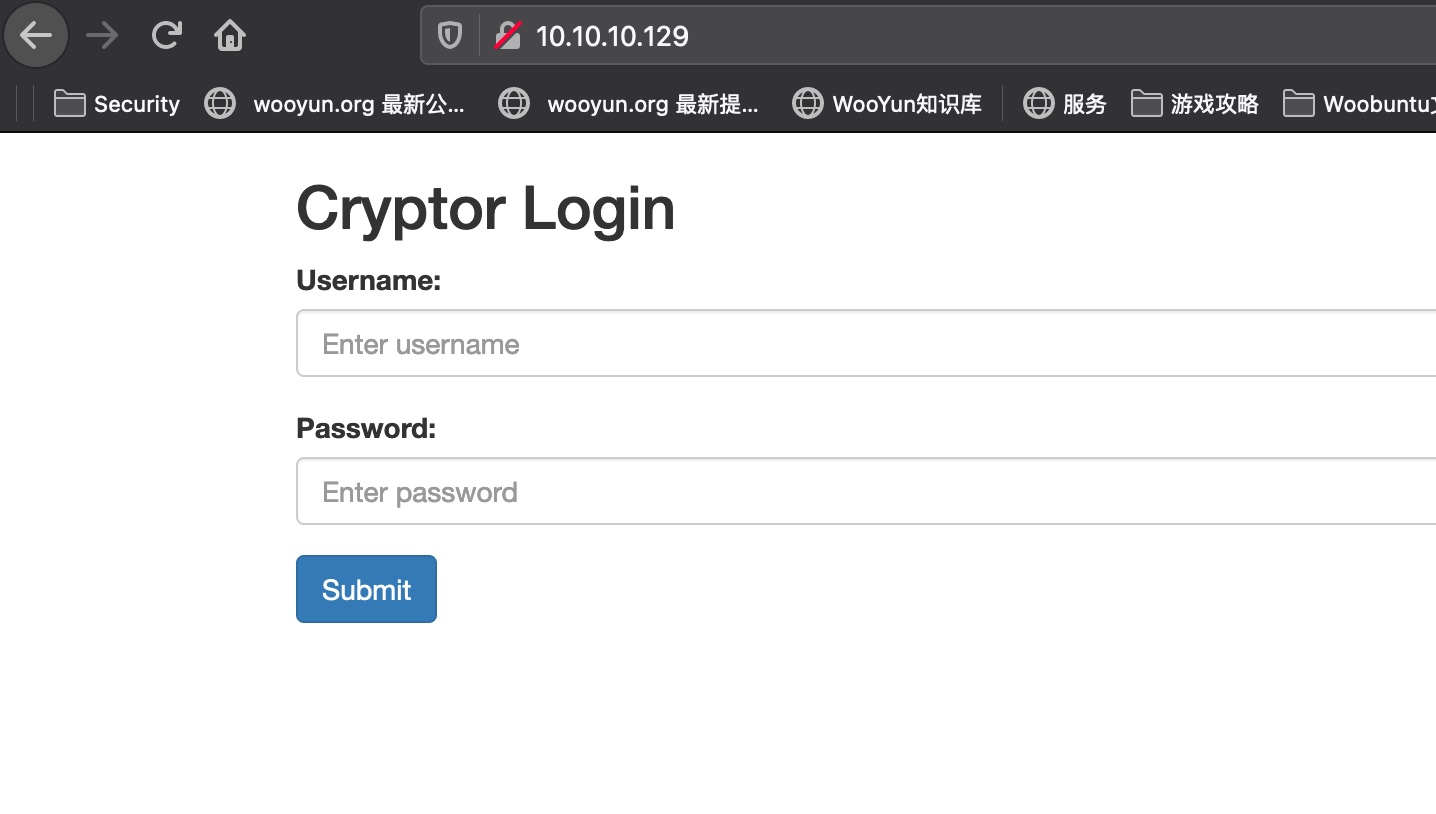 10.10.10.129
Security wooyun.org 最新公... wooyun.org 最新提... WooYun知识库 服务 游戏攻略 Woobuntu
Cryptor Login
Username:
Enter username
Password:
Enter password
Submit